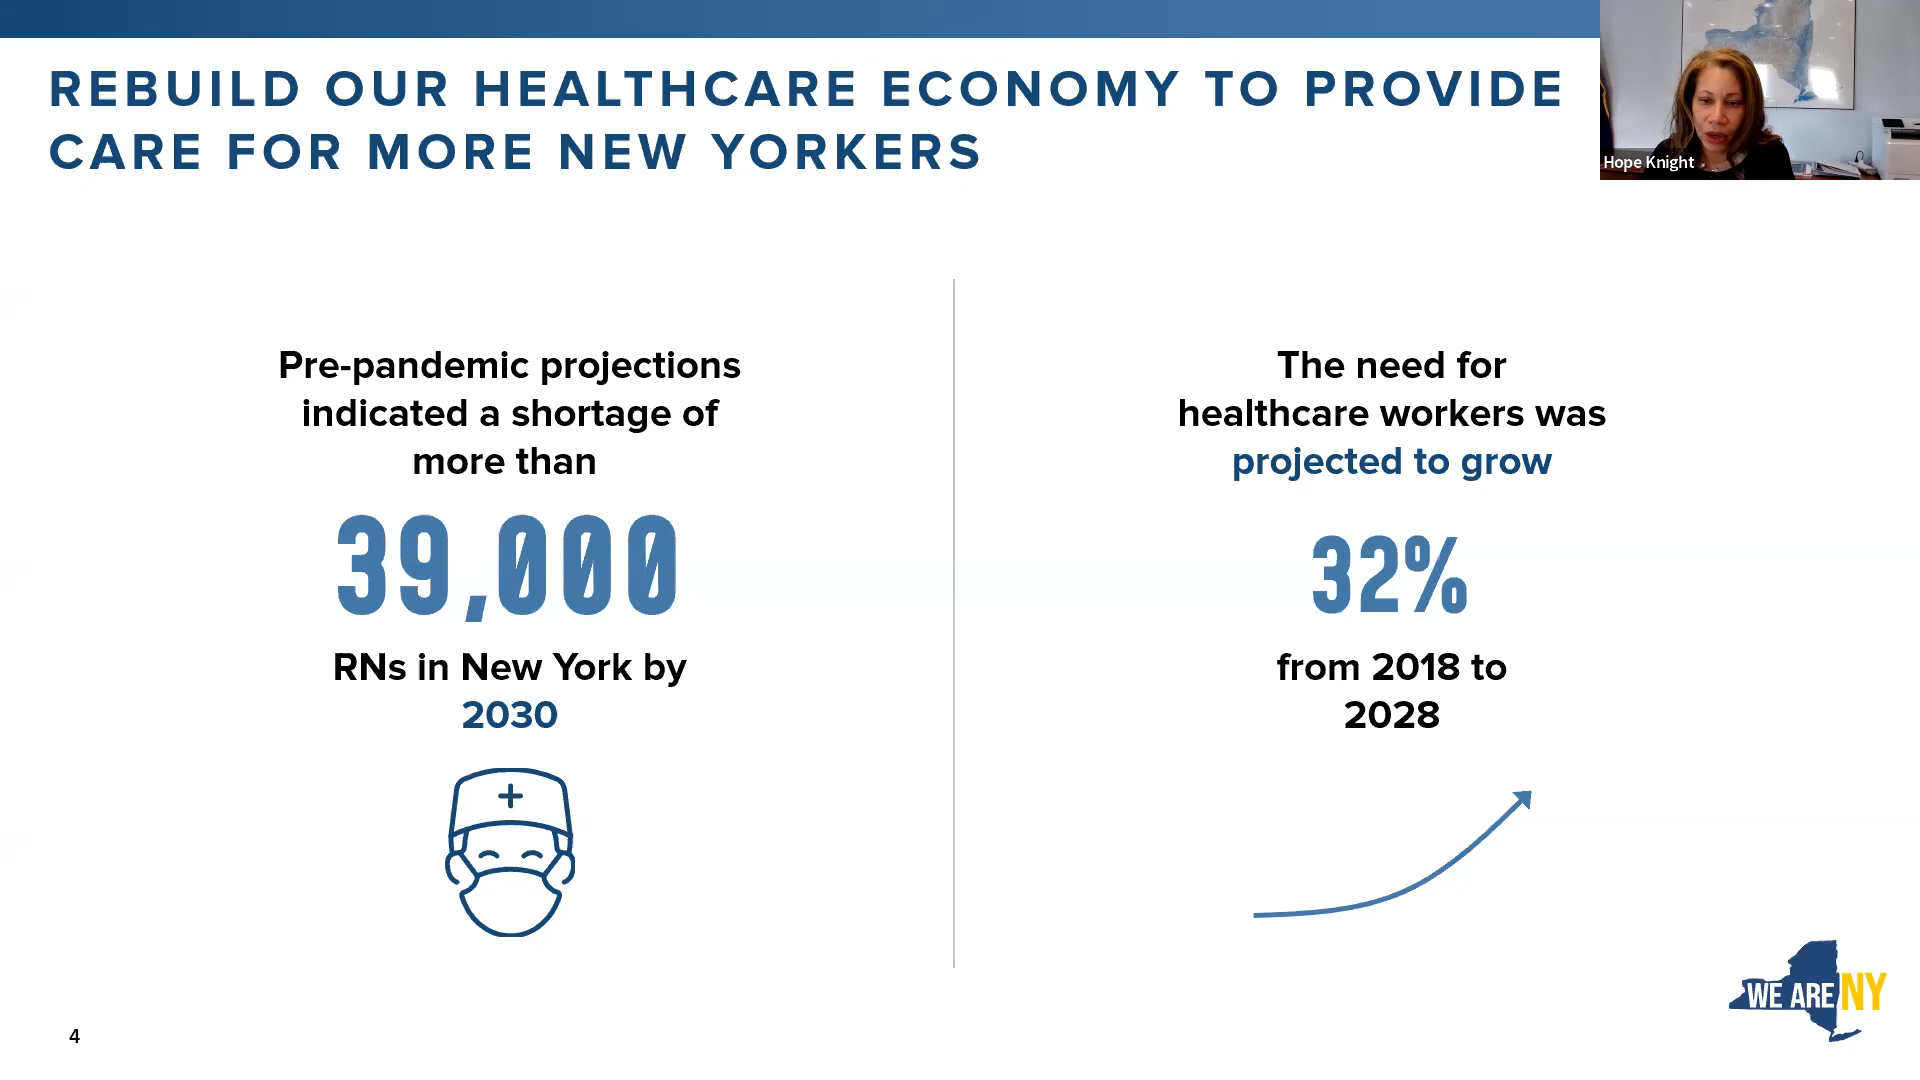 REBUILD OUR HEALTHCARE ECONOMY TO PROVIDE
CARE FOR MORE NEW YORKERS
Hope Knight
Pre-pandemic projections
indicated a shortage of
more than
39,000
RNs in New York by
2030
The need for
healthcare workers was
projected to grow
32%
from 2018 to
2028
WE ARE NY
4